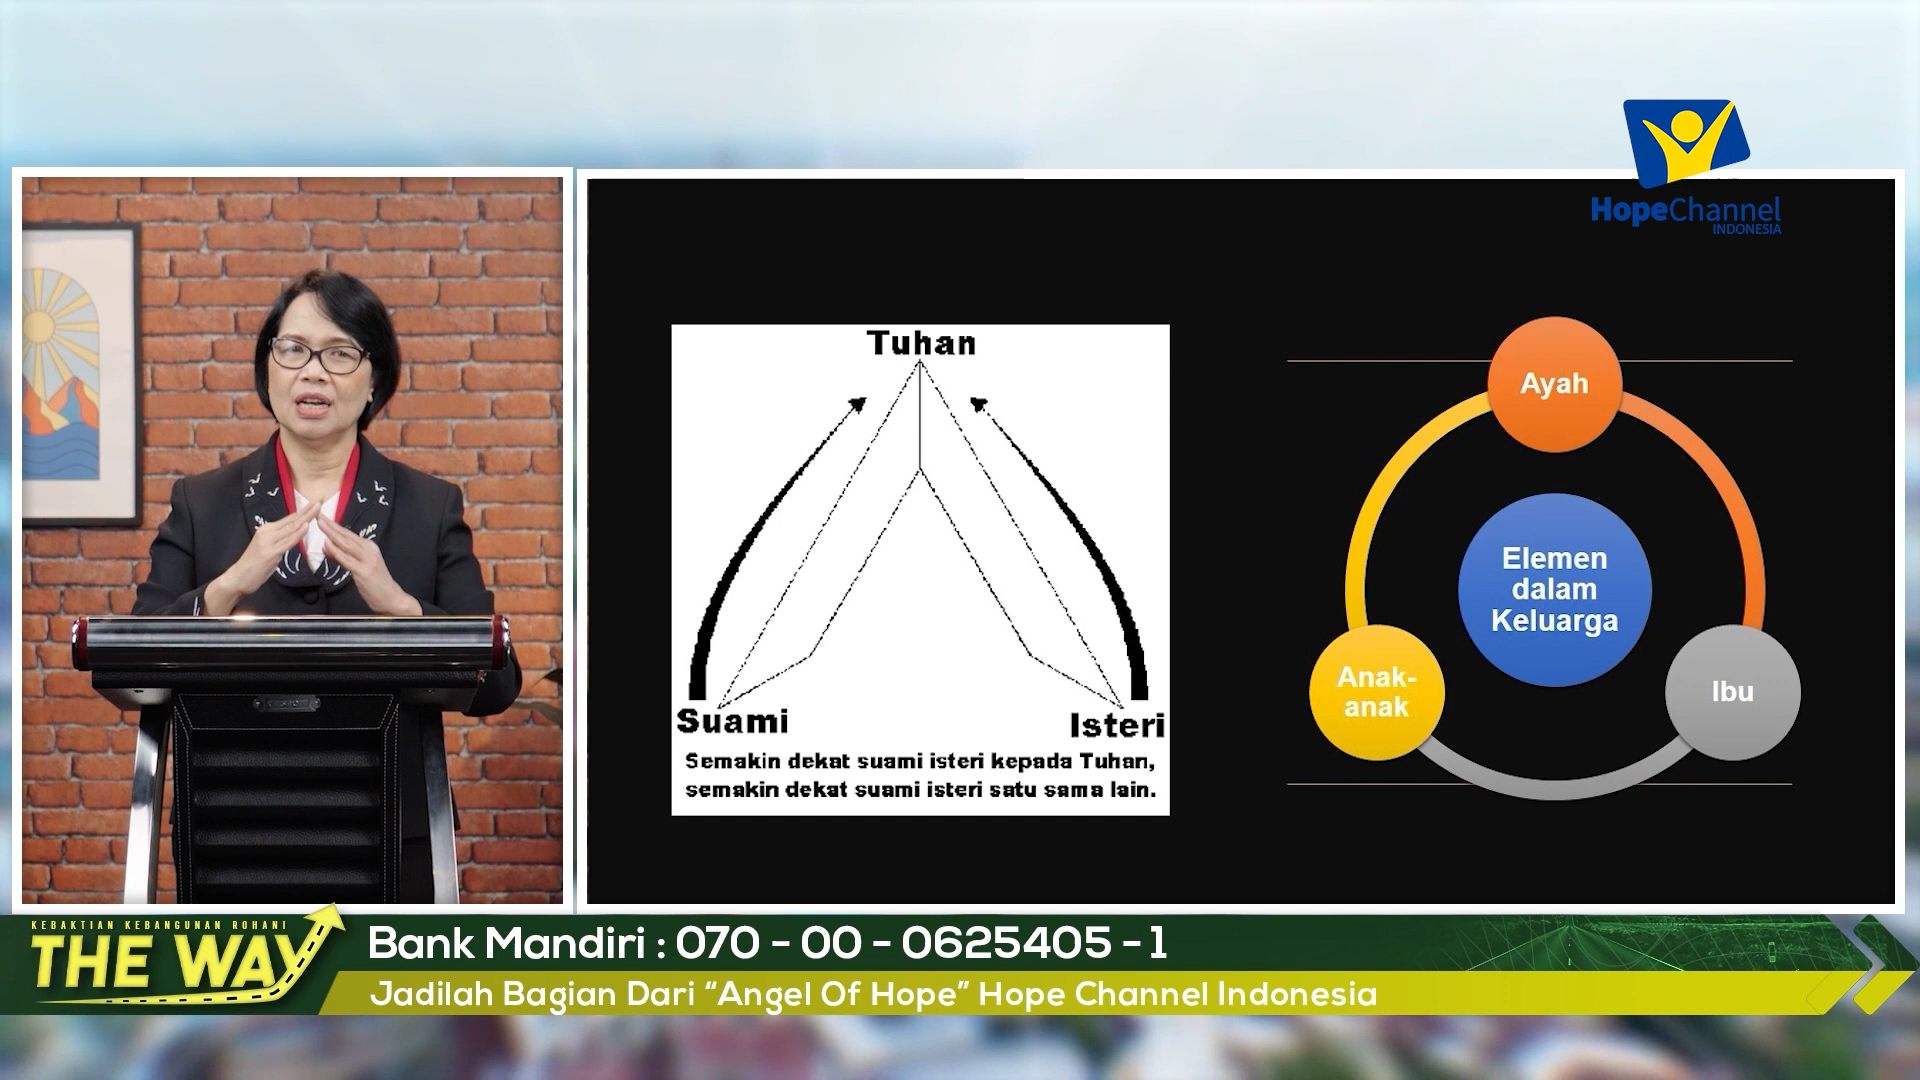 HopeChannel
INDONESIA
Tuhan
Suami
Isteri
Semakin dekat suami isteri kepada Tuhan,
semakin dekat suami isteri satu sama lain.
Ayah
Elemen
dalam
Keluarga
Anak-
anak
Ibu
KEBAKTIAN KEBANGUNAN ROHANI
THE WAY
Bank Mandiri : 070 - 00 - 0625405 - 1
Jadilah Bagian Dari “Angel Of Hope” Hope Channel Indonesia